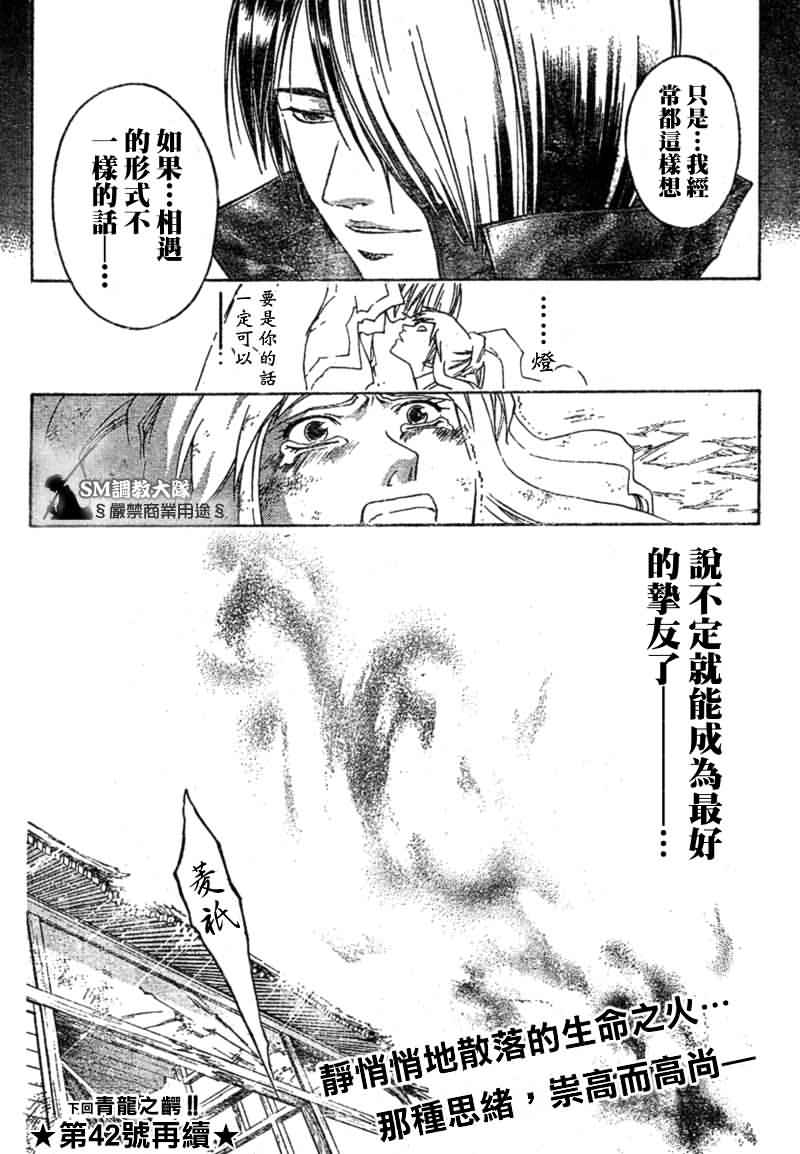 只是…我經
常都這樣想
如果…相遇
的形式不
一樣的話—…
……燈
要是你的話
一定可以——
SM調教大隊
§嚴禁商業用途§
說不定就能成為最好
的摯友了———…
菱祇
靜悄悄地散落的生命之火…
那種思緒，崇高而高尚—
下回青龍之齶!!
★第42號再續★